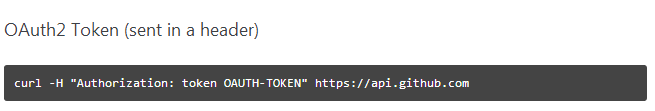 OAuth2 Token (sent in a header)
curl -H "Authorization: token OAUTH-TOKEN" https://api.github.com